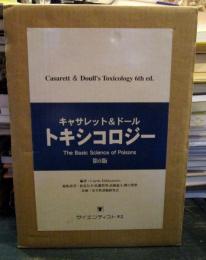 Casarett & Doull's Toxicology 6th ed.
キャサレット&ドール
トキシコロジー
The Basic Science of Poisons
第6版
サイエンティスト社